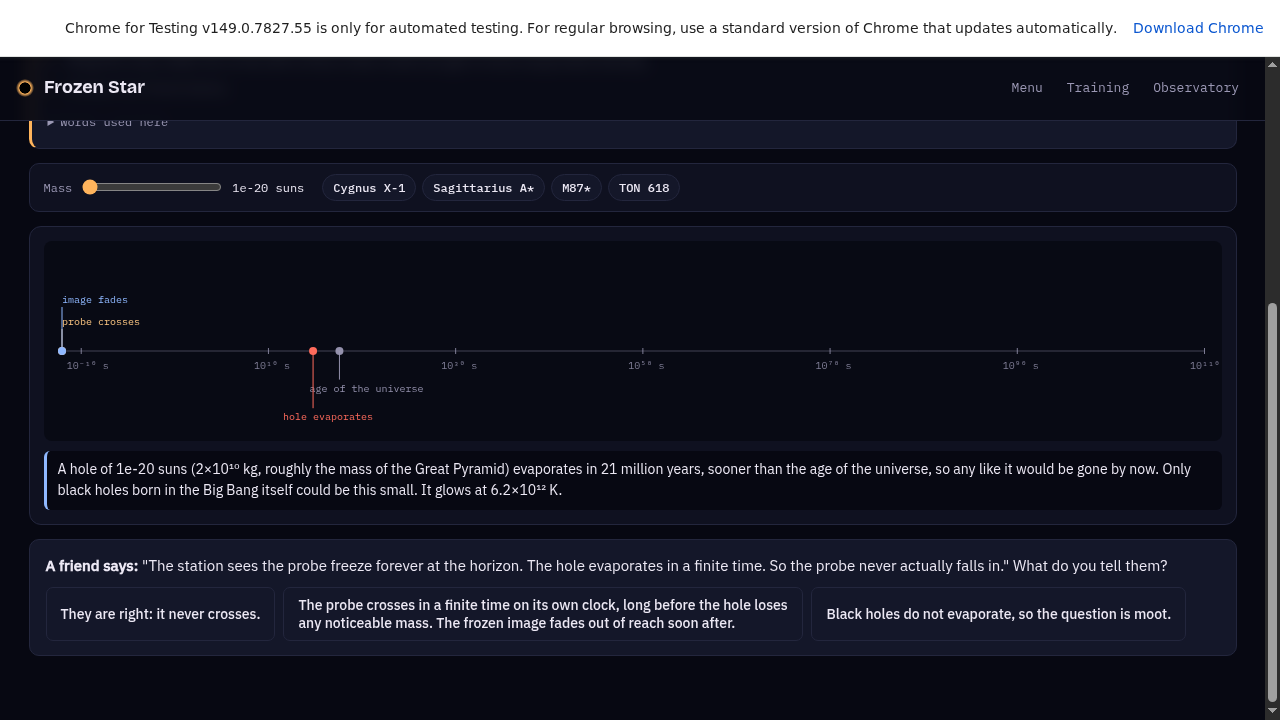 Chrome for Testing v149.0.7827.55 is only for automated testing. For regular browsing, use a standard version of Chrome that updates automatically. Download Chrome
Frozen Star
Menu Training Observatory
▶ Words used here
Mass 1e-20 suns Cygnus X-1 Sagittarius A★ M87★ TON 618
image fades
probe crosses
10⁻¹⁰ s 10¹⁰ s 10³⁰ s 10⁵⁰ s 10⁷⁰ s 10⁹⁰ s 10¹¹⁰
age of the universe
hole evaporates
A hole of 1e-20 suns (2×10¹⁰ kg, roughly the mass of the Great Pyramid) evaporates in 21 million years, sooner than the age of the universe, so any like it would be gone by now. Only
black holes born in the Big Bang itself could be this small. It glows at 6.2×10¹² K.
A friend says: "The station sees the probe freeze forever at the horizon. The hole evaporates in a finite time. So the probe never actually falls in." What do you tell them?
They are right: it never crosses.
The probe crosses in a finite time on its own clock, long before the hole loses
any noticeable mass. The frozen image fades out of reach soon after.
Black holes do not evaporate, so the question is moot.